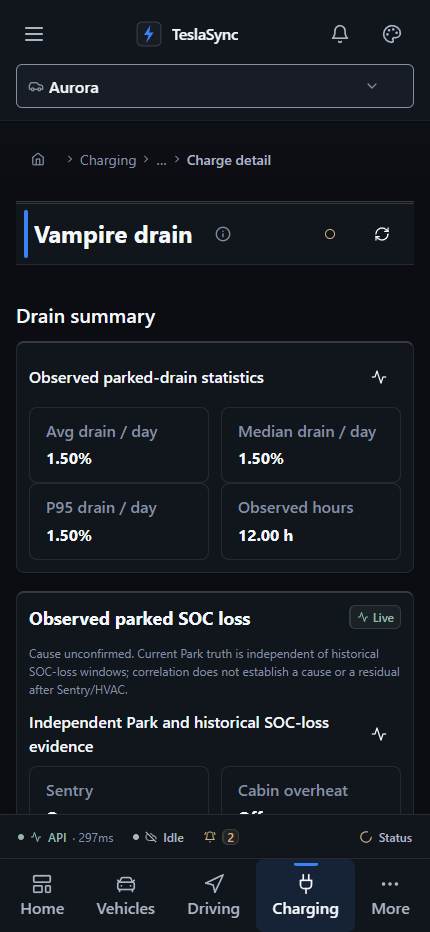 TeslaSync
Aurora
Charging
...
Charge detail
Vampire drain
Drain summary
Observed parked-drain statistics
Avg drain / day
1.50%
Median drain / day
1.50%
P95 drain / day
1.50%
Observed hours
12.00 h
Observed parked SOC loss
Live
Cause unconfirmed. Current Park truth is independent of historical
SOC-loss windows; correlation does not establish a cause or a residual
after Sentry/HVAC.
Independent Park and historical SOC-loss
evidence
Sentry
Cabin overheat
API · 297ms
Idle
2
Status
Home
Vehicles
Driving
Charging
More